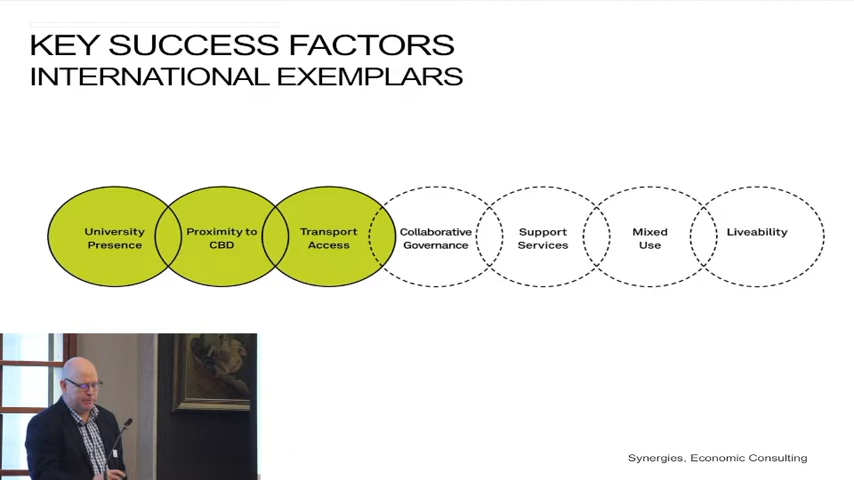 KEY SUCCESS FACTORS
INTERNATIONAL EXEMPLARS
University
Presence
Proximity to
CBD
Transport
Access
Collaborative
Governance
Support
Services
Mixed
Use
Liveability
Synergies, Economic Consulting